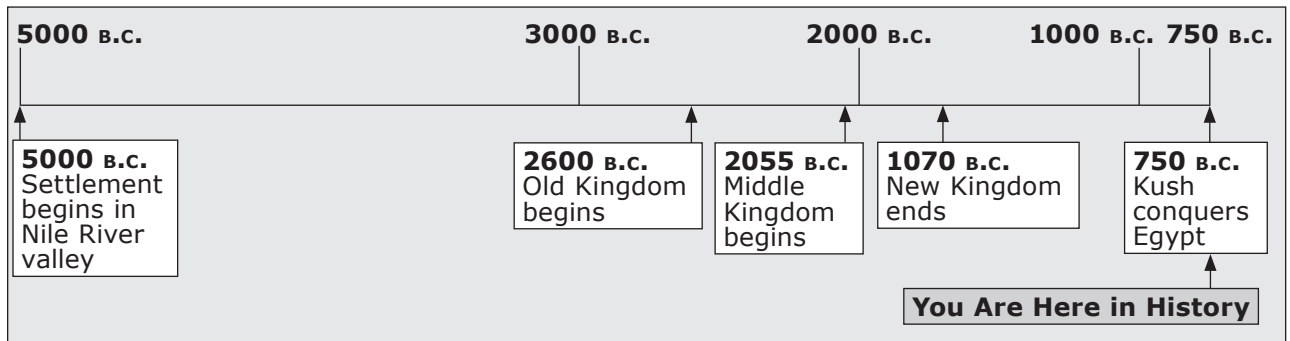 5000 B.C. 3000 B.C. 2000 B.C. 1000 B.C. 750 B.C.
5000 B.C.
Settlement
begins in
Nile River
valley
2600 B.C.
Old Kingdom
begins
2055 B.C.
Middle
Kingdom
begins
1070 B.C.
New Kingdom
ends
750 B.C.
Kush
conquers
Egypt
You Are Here in History